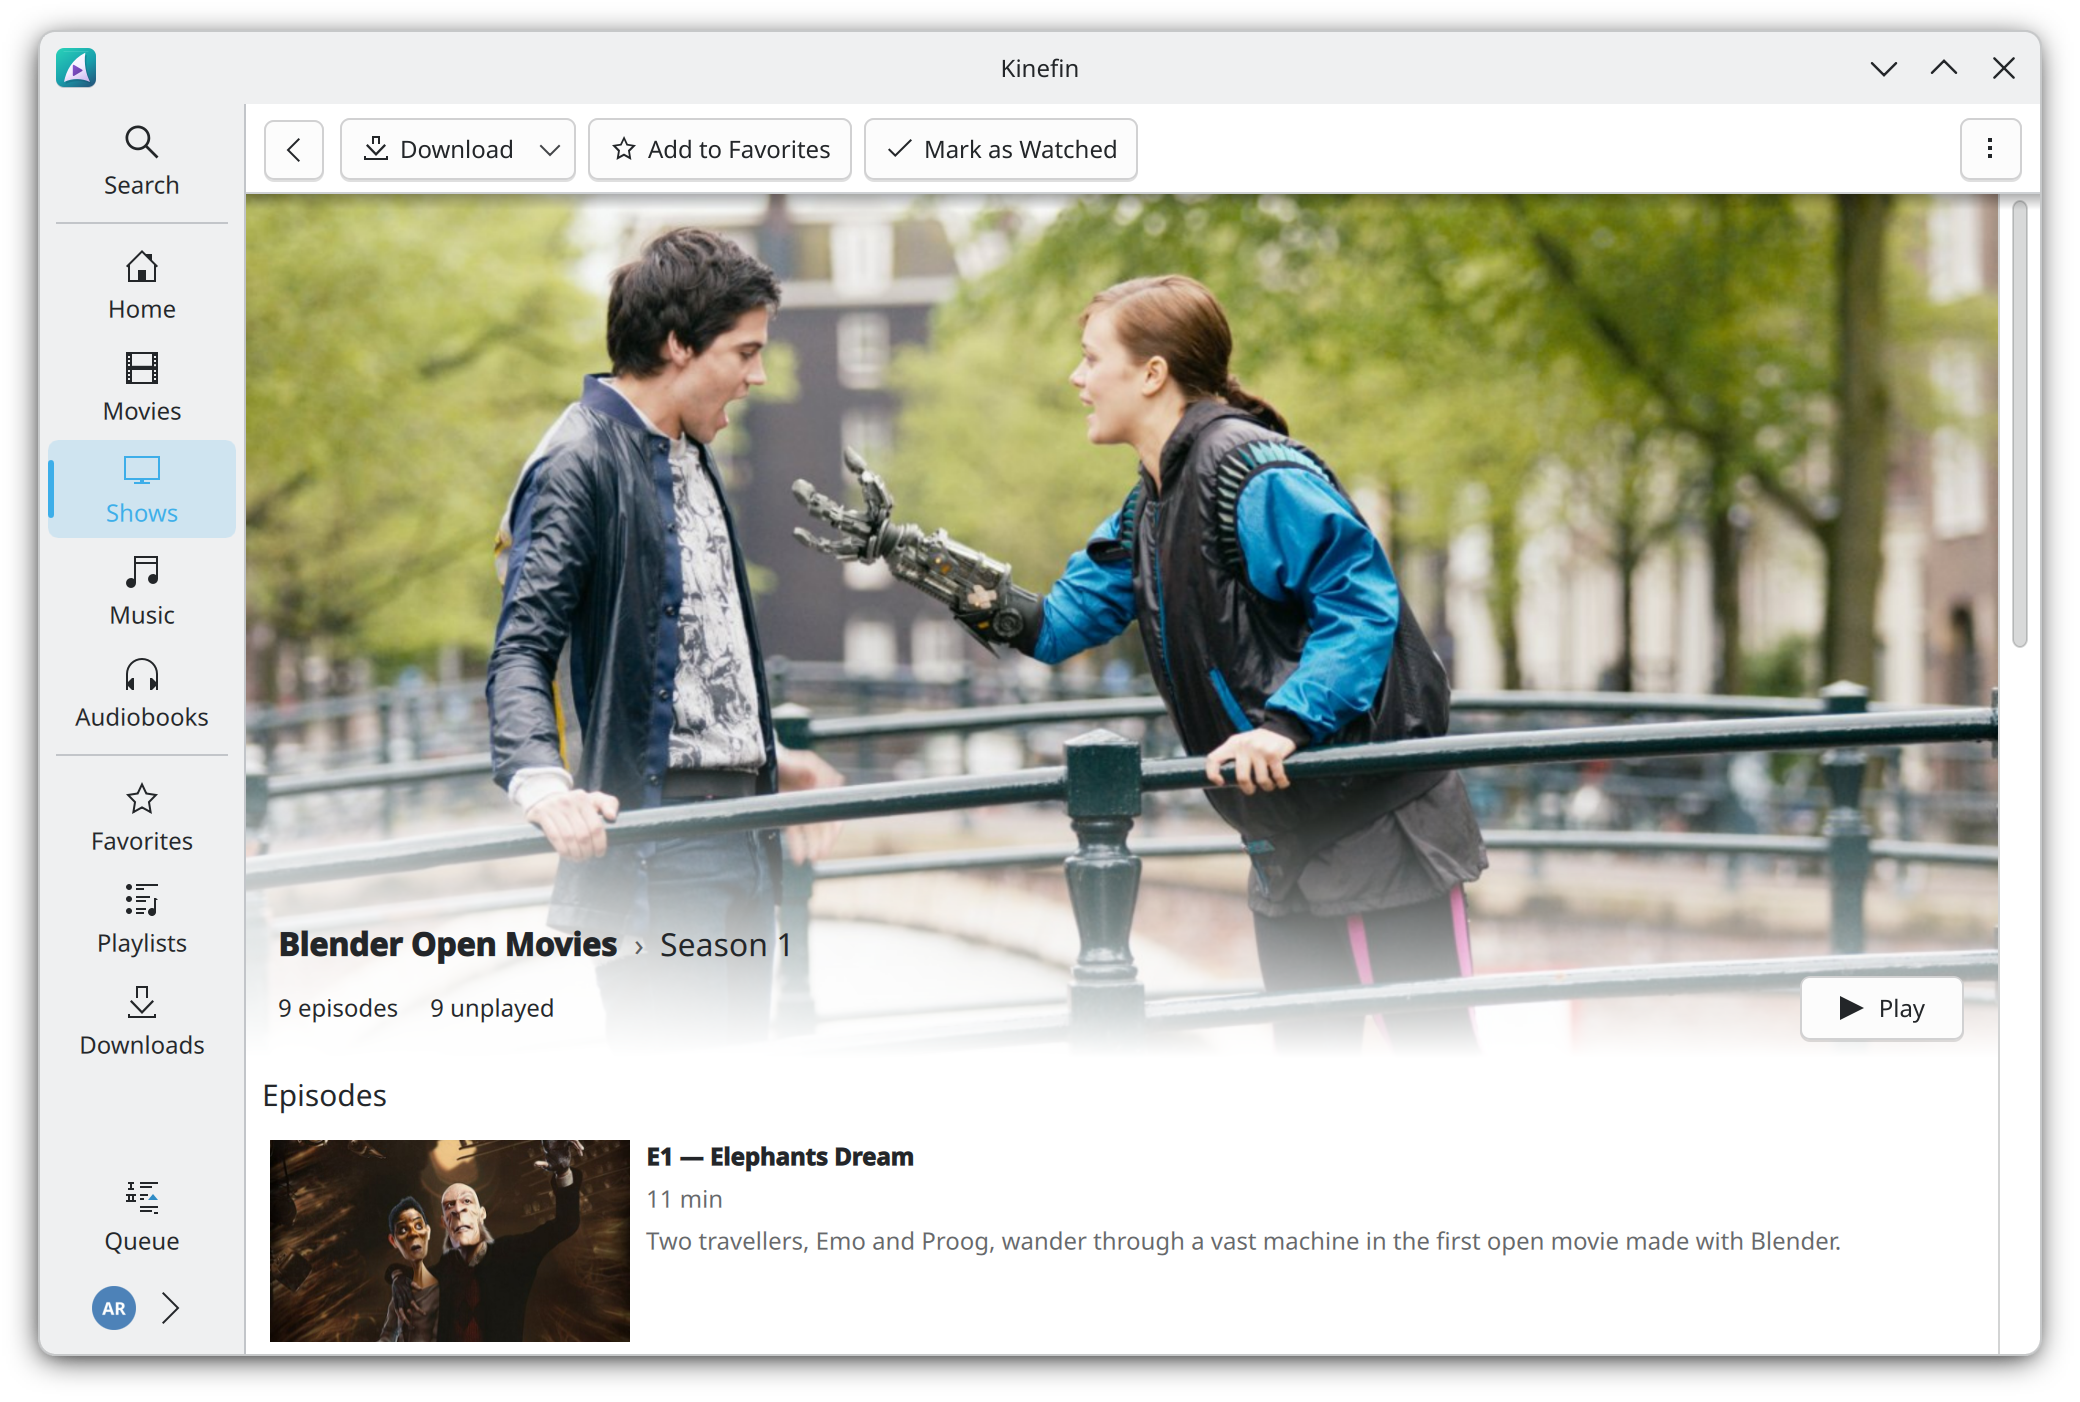 Kinefin
Search
Home
Movies
Shows
Music
Audiobooks
Favorites
Playlists
Downloads
Queue
AR
Download
Add to Favorites
Mark as Watched
Blender Open Movies › Season 1
9 episodes 9 unplayed
Play
Episodes
E1 — Elephants Dream
11 min
Two travellers, Emo and Proog, wander through a vast machine in the first open movie made with Blender.